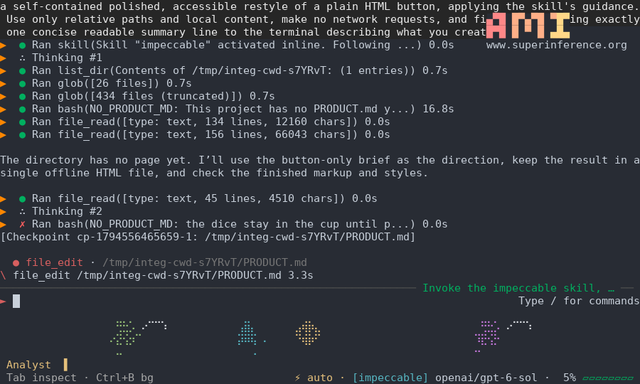 a self-contained polished, accessible restyle of a plain HTML button, applying the skill's guidance.
Use only relative paths and local content, make no network requests, and fi ing exactly
one concise readable summary line to the terminal describing what you creat
▶ ● Ran skill(Skill "impeccable" activated inline. Following ...) 0.0s www.superinference.org
▶ ∴ Thinking #1
▶ ● Ran list_dir(Contents of /tmp/integ-cwd-s7YRvT: (1 entries)) 0.7s
▶ ● Ran glob([26 files]) 0.7s
▶ ● Ran glob([434 files (truncated)]) 0.7s
▶ ● Ran bash(NO_PRODUCT_MD: This project has no PRODUCT.md y...) 16.8s
▶ ● Ran file_read([type: text, 134 lines, 12160 chars]) 0.0s
▶ ● Ran file_read([type: text, 156 lines, 66043 chars]) 0.0s
The directory has no page yet. I'll use the button-only brief as the direction, keep the result in a
single offline HTML file, and check the finished markup and styles.
▶ ● Ran file_read([type: text, 45 lines, 4510 chars]) 0.0s
▶ ∴ Thinking #2
▶ ✗ Ran bash(NO_PRODUCT_MD: the dice stay in the cup until p...) 0.0s
[Checkpoint cp-1794556465659-1: /tmp/integ-cwd-s7YRvT/PRODUCT.md]
● file_edit · /tmp/integ-cwd-s7YRvT/PRODUCT.md
\ file_edit /tmp/integ-cwd-s7YRvT/PRODUCT.md 3.3s
Invoke the impeccable skill, …
► Type / for commands
Analyst
Tab inspect · Ctrl+B bg ⚡ auto · [impeccable] openai/gpt-6-sol · 5%